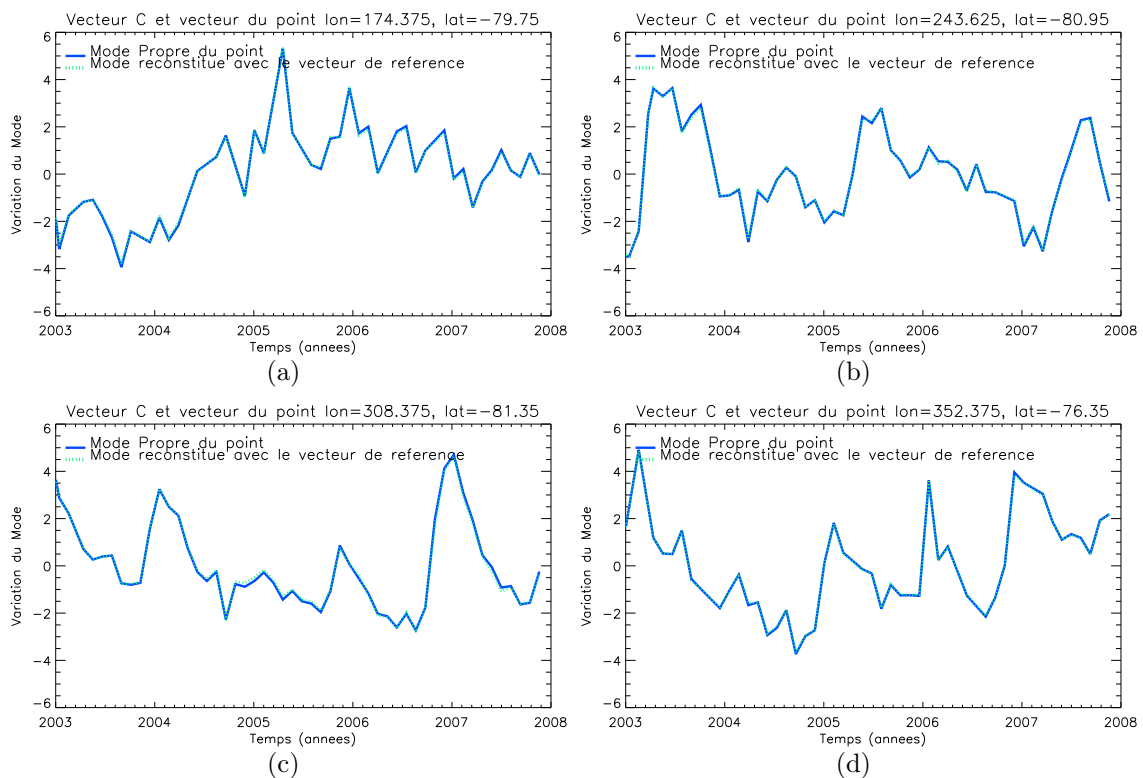 Vecteur C et vecteur du point lon=174.375, lat=−79.75
6
4
2
0
−2
−4
−6
Variation du Mode
Mode Propre du point
Mode reconstitue avec le vecteur de reference
2003 2004 2005 2006 2007 2008
Temps (annees)
(a)
Vecteur C et vecteur du point lon=243.625, lat=−80.95
6
4
2
0
−2
−4
−6
Variation du Mode
Mode Propre du point
Mode reconstitue avec le vecteur de reference
2003 2004 2005 2006 2007 2008
Temps (annees)
(b)
Vecteur C et vecteur du point lon=308.375, lat=−81.35
6
4
2
0
−2
−4
−6
Variation du Mode
Mode Propre du point
Mode reconstitue avec le vecteur de reference
2003 2004 2005 2006 2007 2008
Temps (annees)
(c)
Vecteur C et vecteur du point lon=352.375, lat=−76.35
6
4
2
0
−2
−4
−6
Variation du Mode
Mode Propre du point
Mode reconstitue avec le vecteur de reference
2003 2004 2005 2006 2007 2008
Temps (annees)
(d)